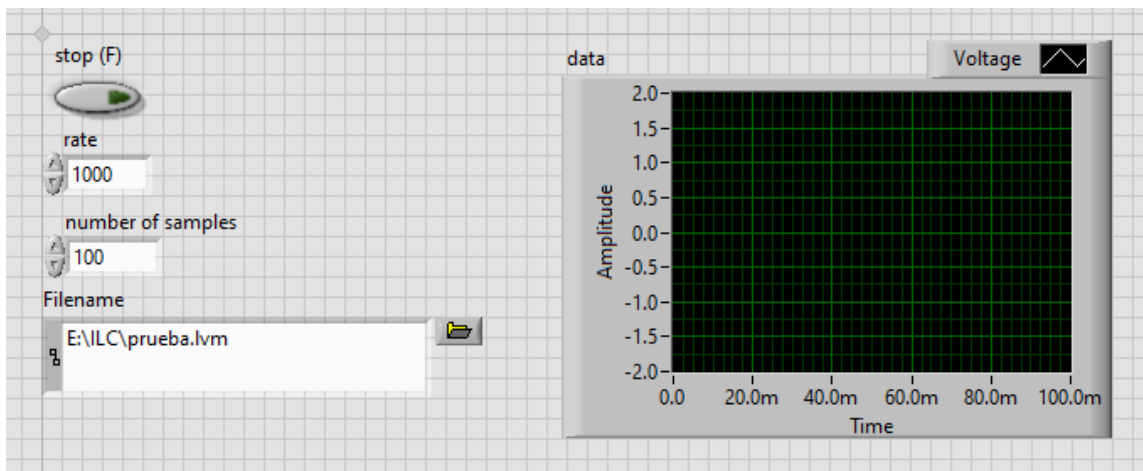 stop (F)
rate
1000
number of samples
100
Filename
E:\ILC\prueba.lvm
data
Voltage
Amplitude
2.0
1.5
1.0
0.5
0.0
-0.5
-1.0
-1.5
-2.0
0.0 20.0m 40.0m 60.0m 80.0m 100.0m
Time